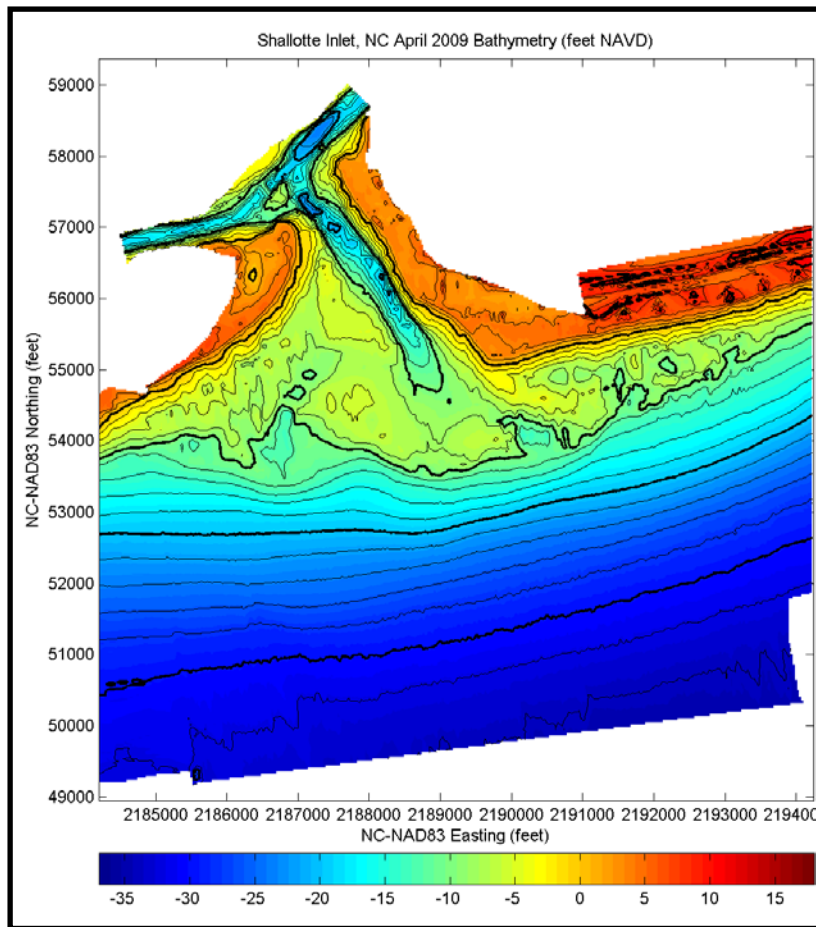 Shallotte Inlet, NC April 2009 Bathymetry (feet NAVD)
59000
58000
57000
56000
55000
54000
53000
52000
51000
50000
49000
NC-NAD83 Northing (feet)
2185000 2186000 2187000 2188000 2189000 2190000 2191000 2192000 2193000 219400
NC-NAD83 Easting (feet)
-35 -30 -25 -20 -15 -10 -5 0 5 10 15